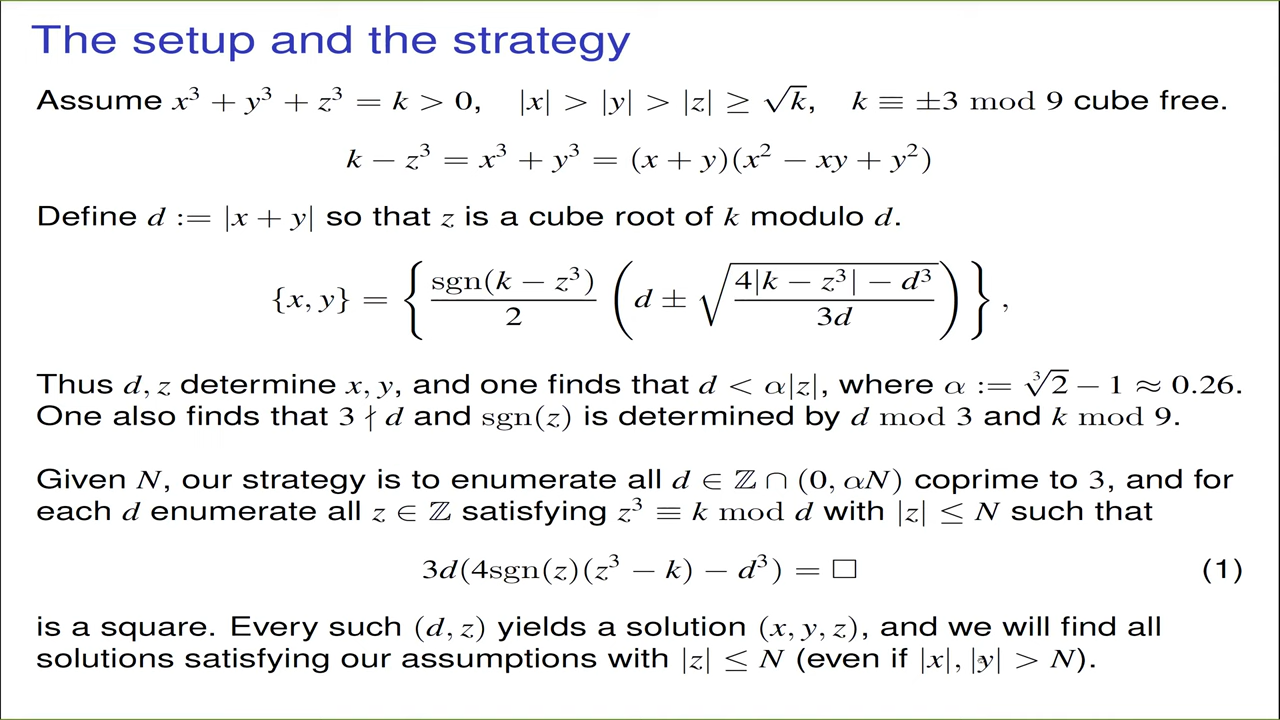 The setup and the strategy
Assume x³ + y³ + z³ = k > 0, |x| > |y| > |z| ≥ √k, k ≡ ±3 mod 9 cube free.
k − z³ = x³ + y³ = (x + y)(x² − xy + y²)
Define d := |x + y| so that z is a cube root of k modulo d.
{x, y} = { sgn(k − z³)/2 ( d ± √( (4|k − z³| − d³)/(3d) ) ) },
Thus d, z determine x, y, and one finds that d < α|z|, where α := ∛2 − 1 ≈ 0.26.
One also finds that 3 ∤ d and sgn(z) is determined by d mod 3 and k mod 9.
Given N, our strategy is to enumerate all d ∈ ℤ ∩ (0, αN) coprime to 3, and for
each d enumerate all z ∈ ℤ satisfying z³ ≡ k mod d with |z| ≤ N such that
3d(4sgn(z)(z³ − k) − d³) = □ (1)
is a square. Every such (d, z) yields a solution (x, y, z), and we will find all
solutions satisfying our assumptions with |z| ≤ N (even if |x|, |y| > N).